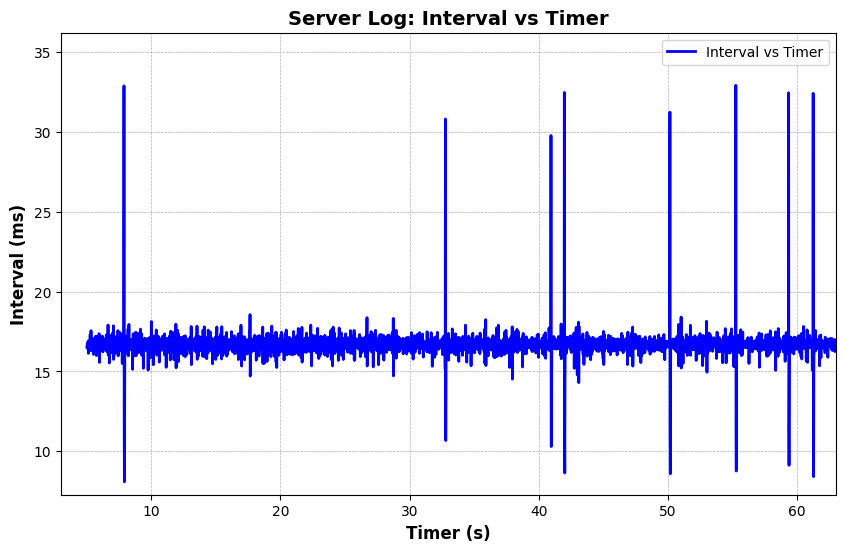 Server Log: Interval vs Timer
Interval vs Timer
35
30
25
20
15
10
Interval (ms)
10 20 30 40 50 60
Timer (s)